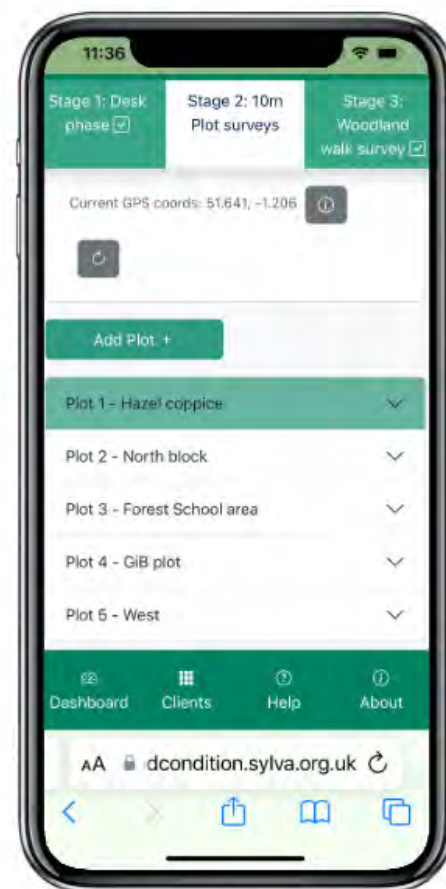 11:36
Stage 1: Desk
phase
Stage 2: 10m
Plot surveys
Stage 3:
Woodland
walk survey
Current GPS coords: 51.641, -1.206
Add Plot +
Plot 1 - Hazel coppice
Plot 2 - North block
Plot 3 - Forest School area
Plot 4 - GiB plot
Plot 5 - West
Dashboard
Clients
Help
About
AA dcondition.sylva.org.uk